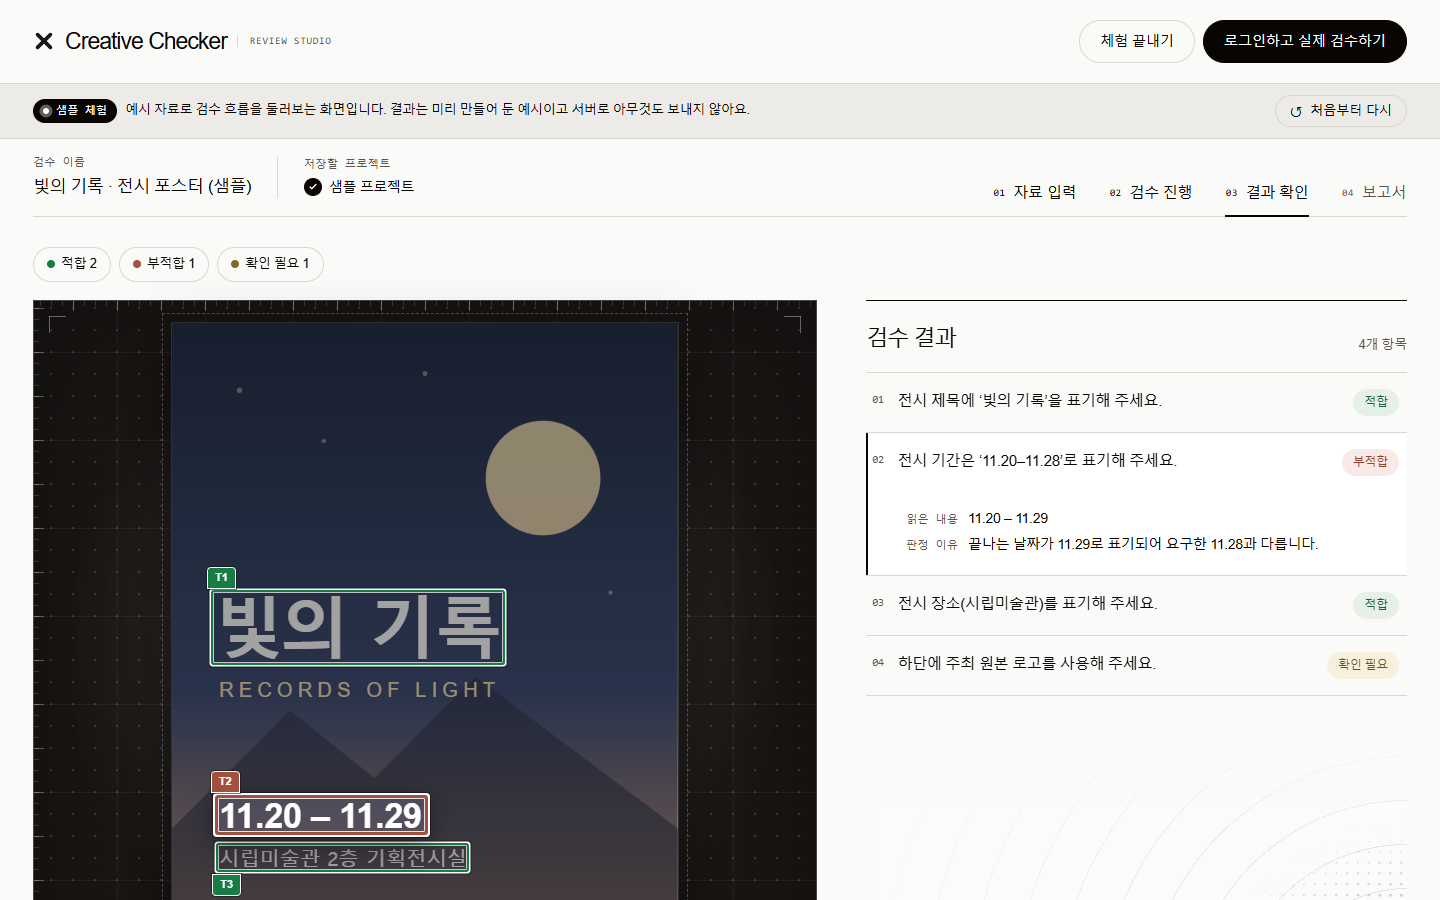 Creative Checker
REVIEW STUDIO
체험 끝내기
로그인하고 실제 검수하기
샘플 체험
예시 자료로 검수 흐름을 둘러보는 화면입니다. 결과는 미리 만들어 둔 예시이고 서버로 아무것도 보내지 않아요.
처음부터 다시
검수 이름
빛의 기록 · 전시 포스터 (샘플)
저장할 프로젝트
샘플 프로젝트
01 자료 입력
02 검수 진행
03 결과 확인
04 보고서
적합 2
부적합 1
확인 필요 1
T1
빛의 기록
RECORDS OF LIGHT
T2
11.20 – 11.29
시립미술관 2층 기획전시실
T3
검수 결과
4개 항목
01 전시 제목에 ‘빛의 기록’을 표기해 주세요. 적합
02 전시 기간은 ‘11.20–11.28’로 표기해 주세요. 부적합
읽은 내용 11.20 – 11.29
판정 이유 끝나는 날짜가 11.29로 표기되어 요구한 11.28과 다릅니다.
03 전시 장소(시립미술관)를 표기해 주세요. 적합
04 하단에 주최 원본 로고를 사용해 주세요. 확인 필요